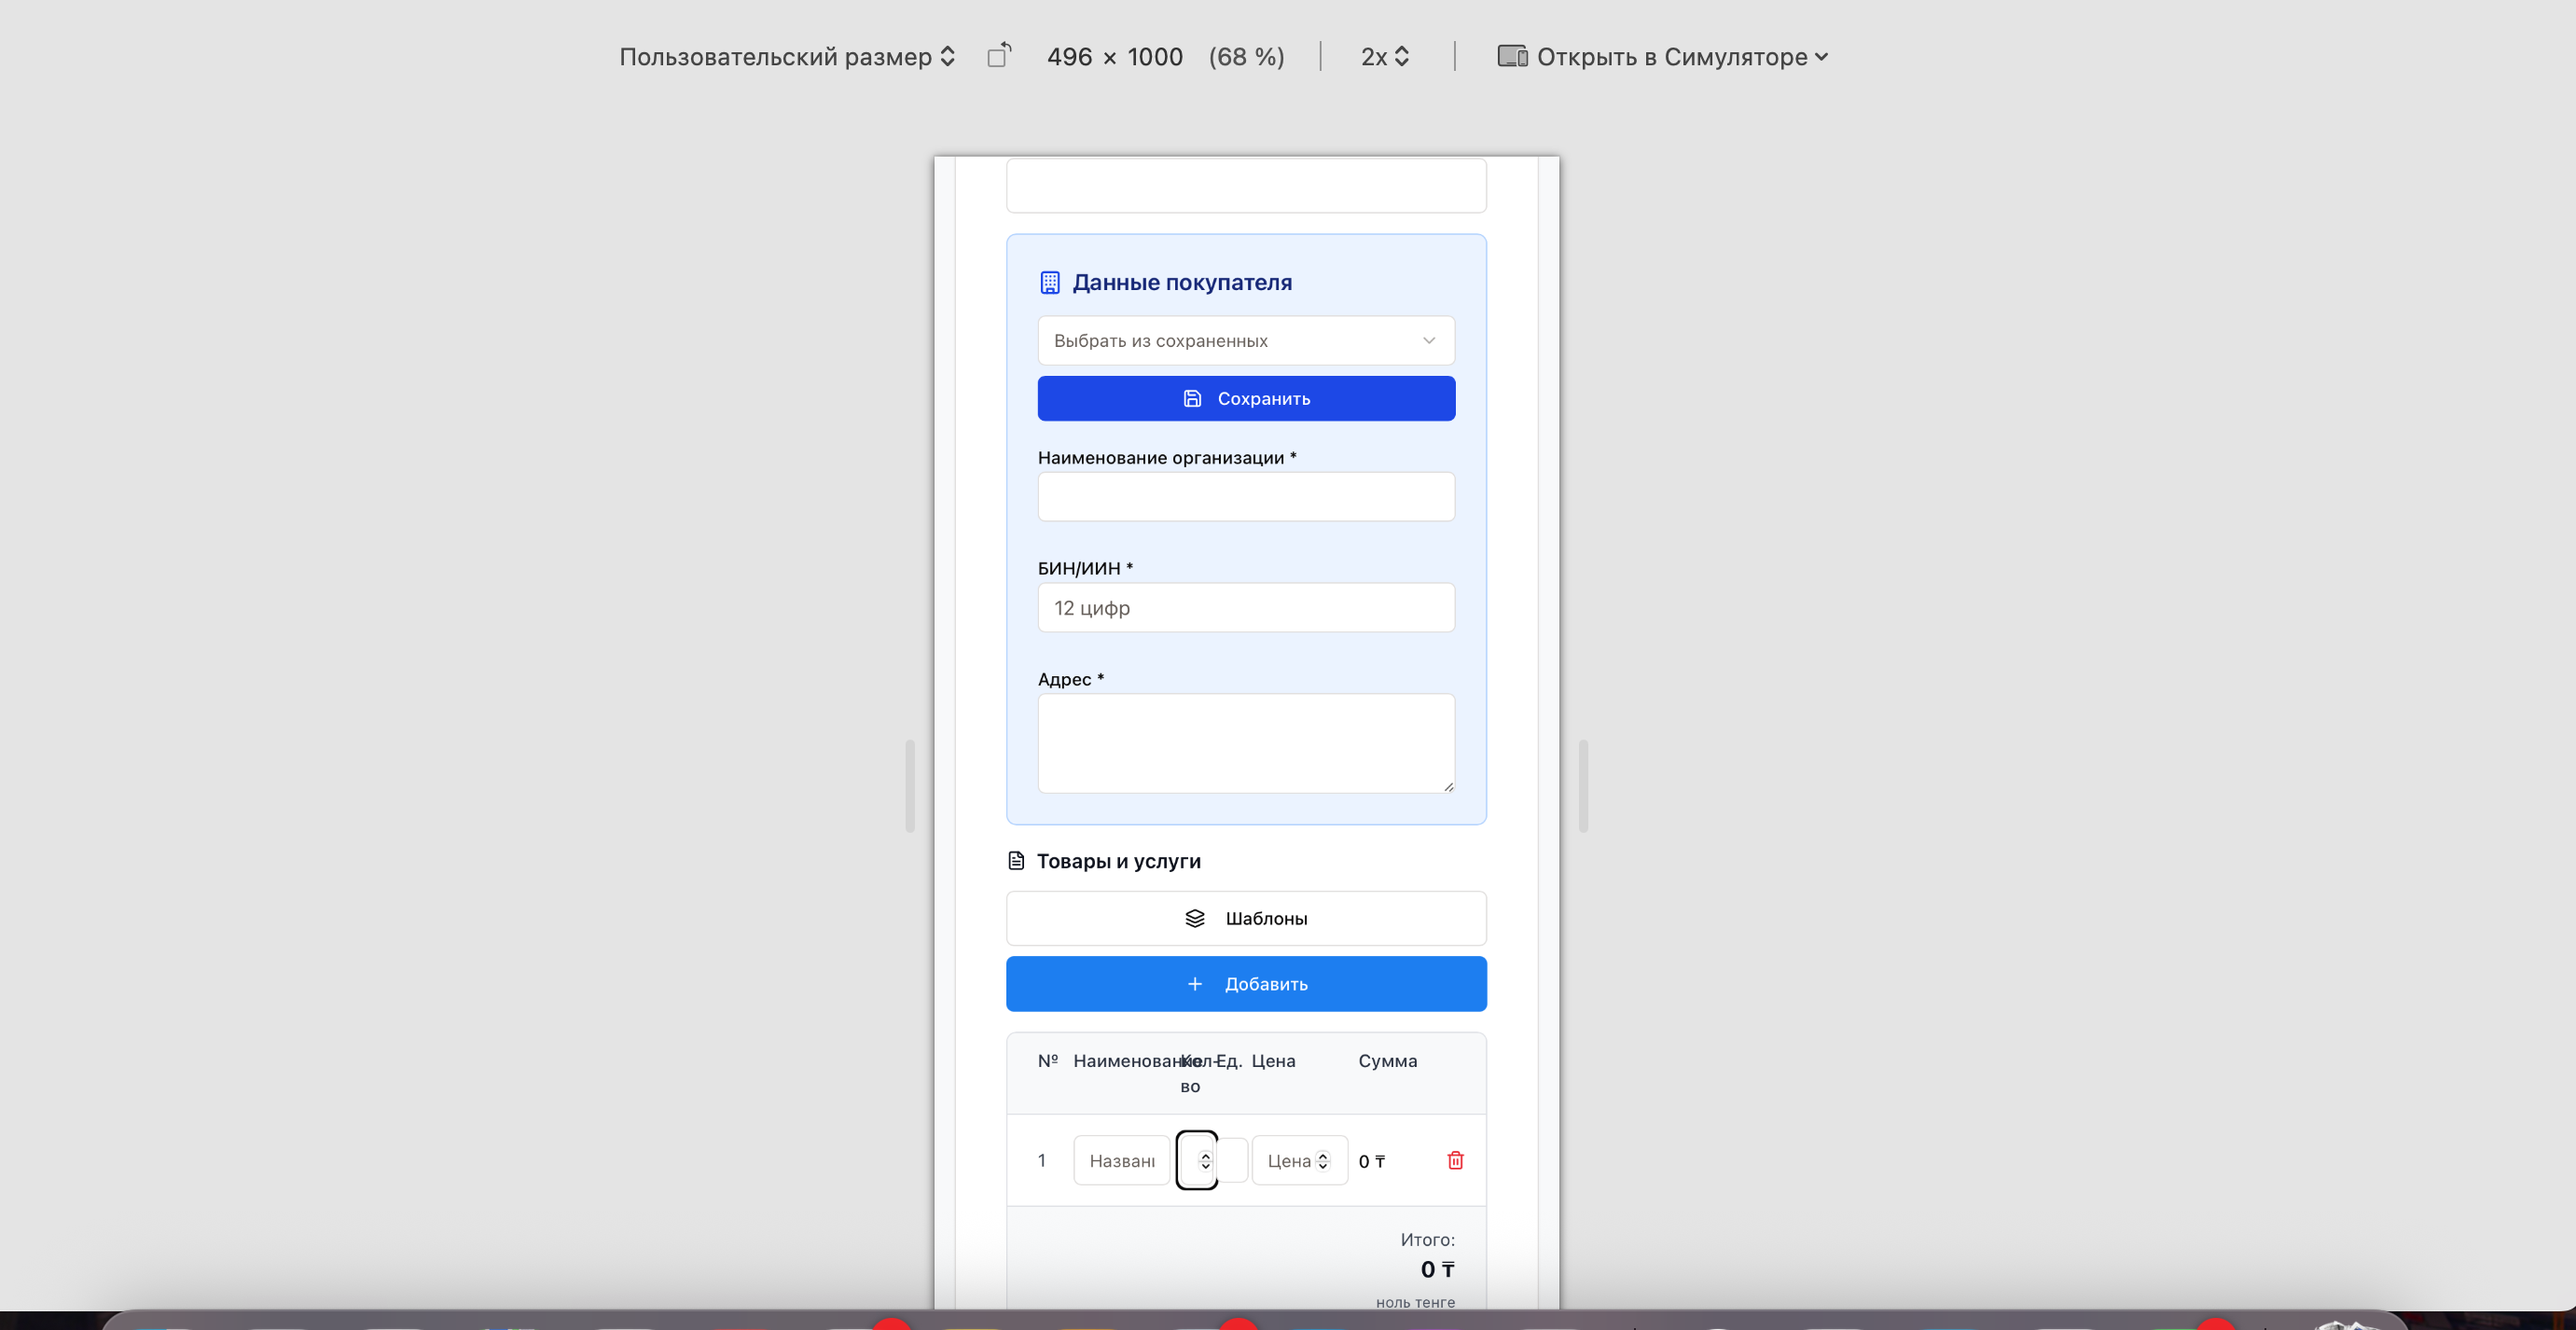 Пользовательский размер 496 × 1000 (68 %) 2x Открыть в Симуляторе
Данные покупателя
Выбрать из сохраненных
Сохранить
Наименование организации *
БИН/ИИН *
12 цифр
Адрес *
Товары и услуги
Шаблоны
+ Добавить
№ Наименование Кол-во Ед. Цена Сумма
1 Названі Цена 0 ₸
Итого:
0 ₸
ноль тенге